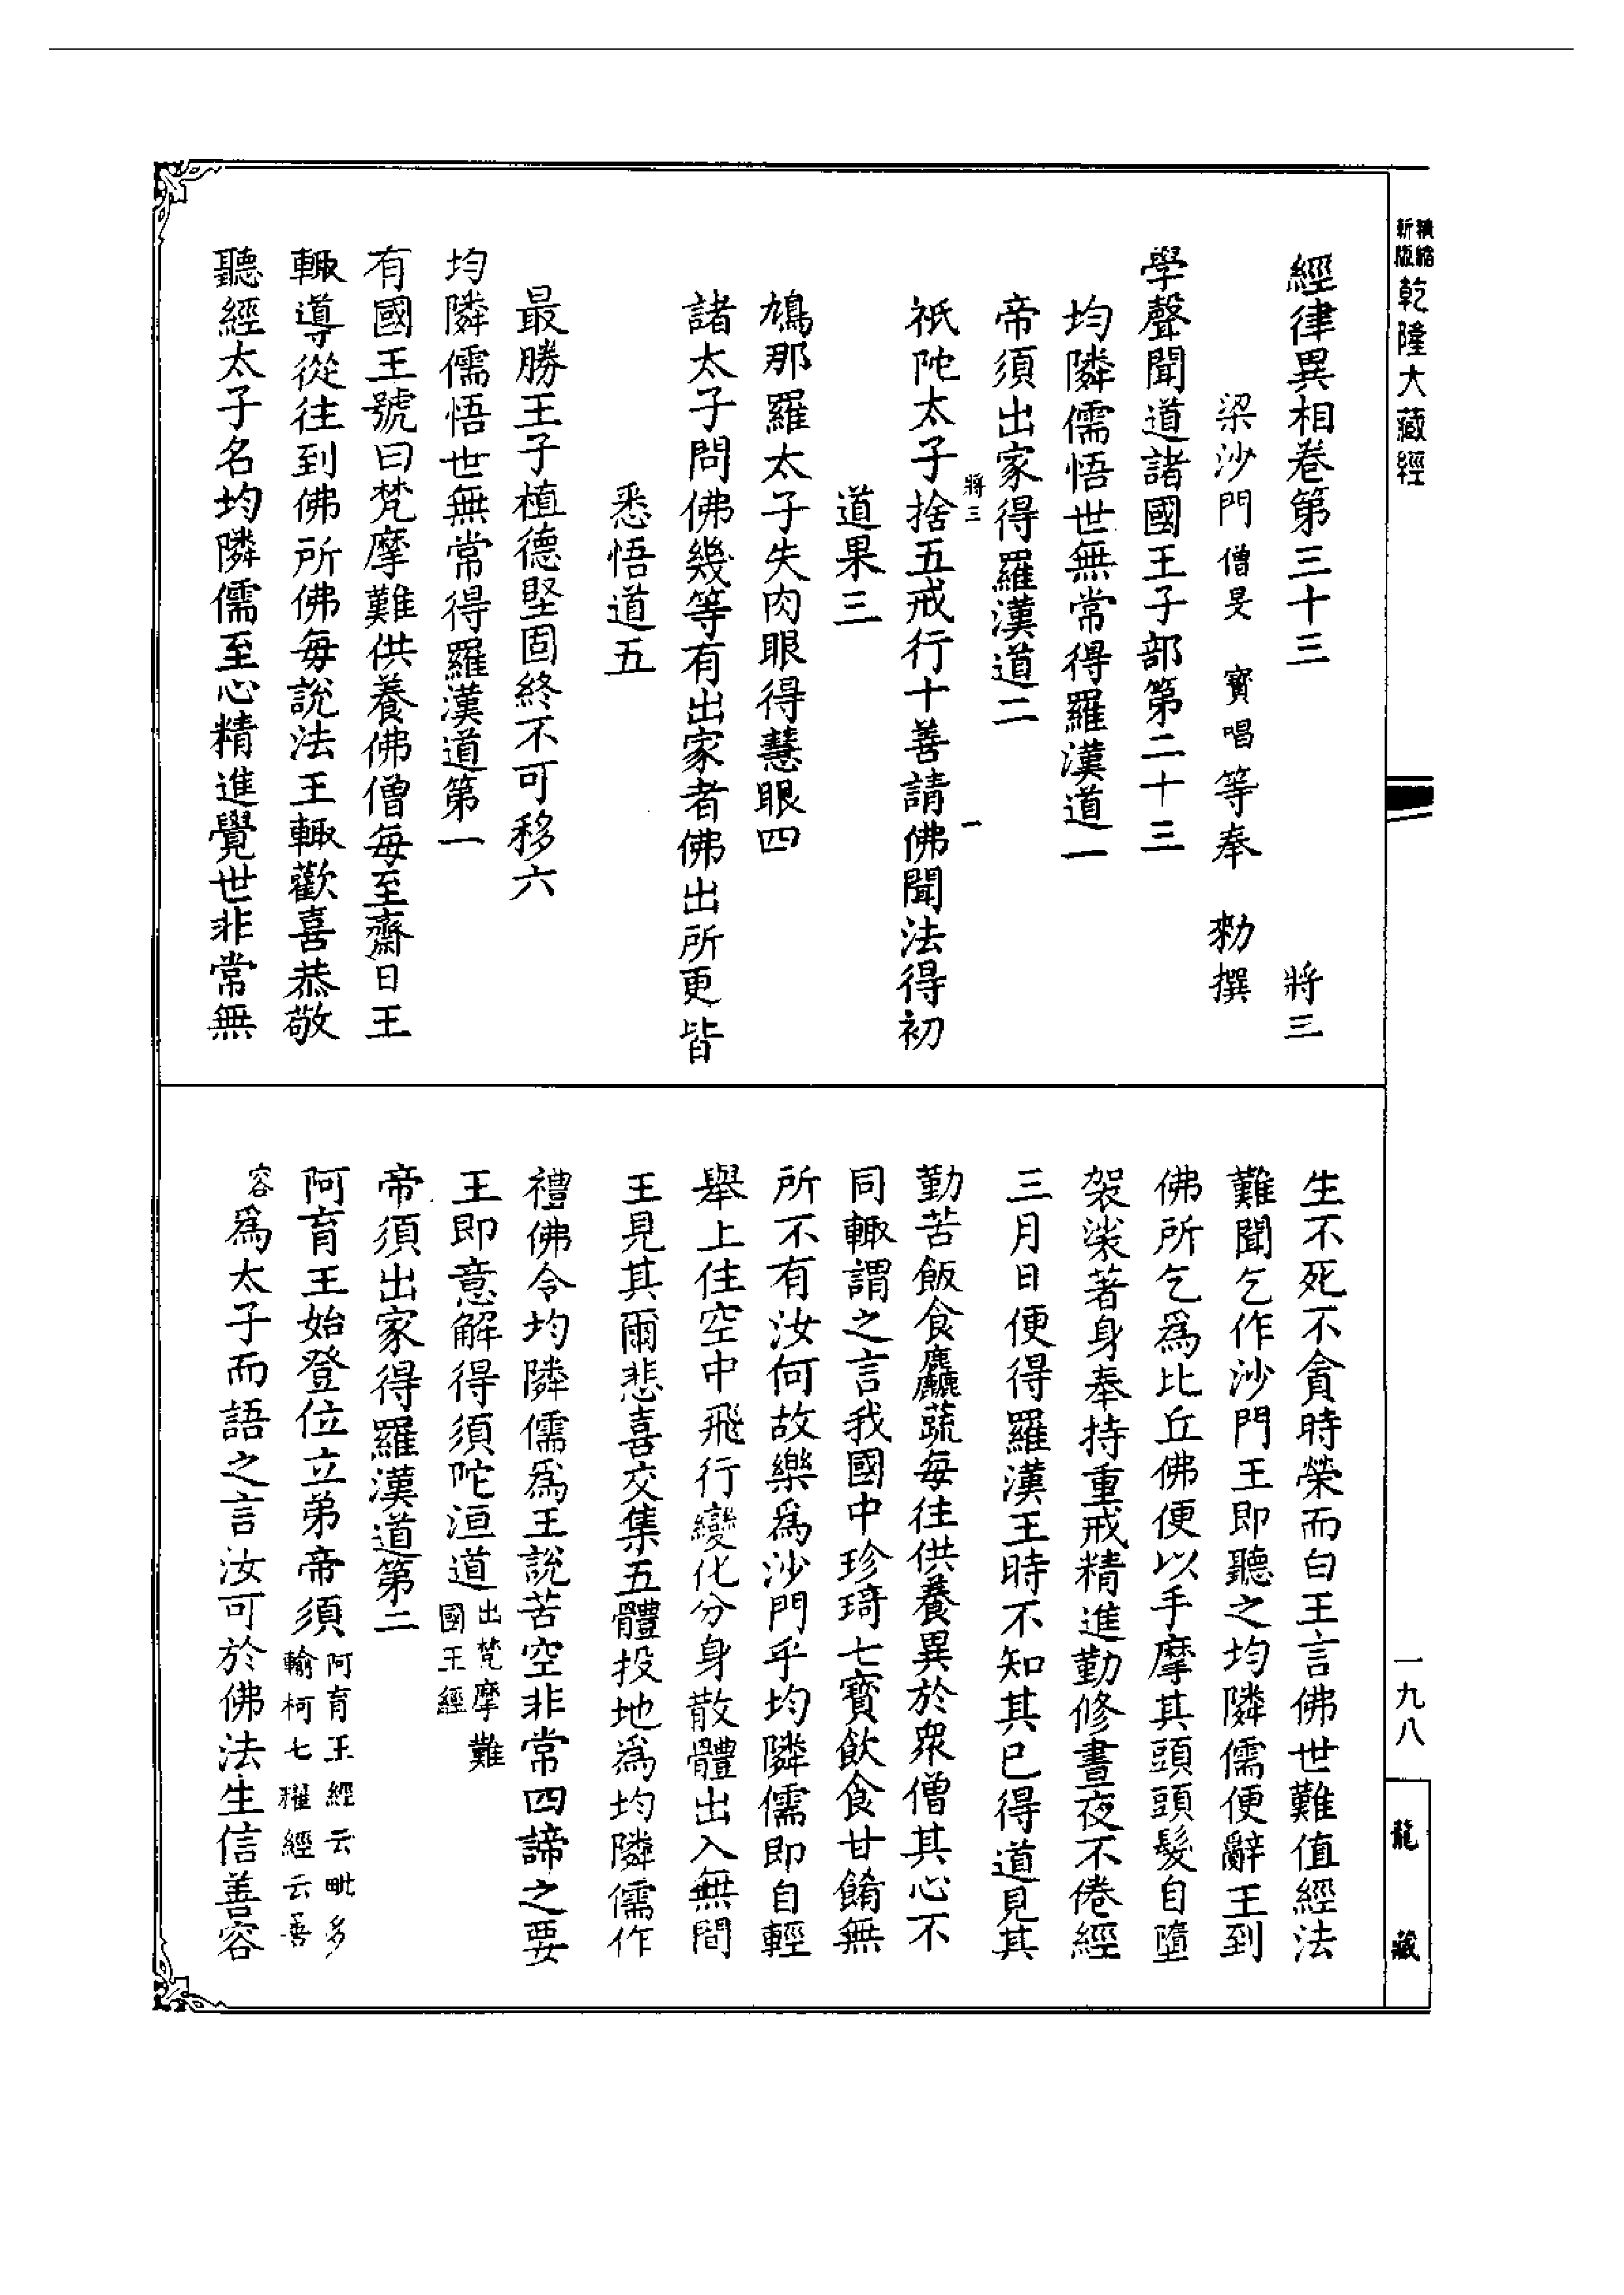 精縮
新版
乾隆大藏經
經律異相卷第三十三 將三
梁沙門僧旻 寶唱等奉 勑撰
學聲聞道諸國王子部第二十三
均隣儒悟世無常得羅漢道一
帝須出家得羅漢道二
將三 一
祇陀太子捨五戒行十善請佛聞法得初
道果三
鳩那羅太子失肉眼得慧眼四
諸太子問佛幾等有出家者佛出所更皆
悉悟道五
最勝王子植德堅固終不可移六
均隣儒悟世無常得羅漢道第一
有國王號曰梵摩難供養佛僧每至齋日王
輙導從往到佛所佛每說法王輙歡喜恭敬
聽經太子名均隣儒至心精進覺世非常無
生不死不貪時榮而白王言佛世難值經法
難聞乞作沙門王即聽之均隣儒便辭王到
佛所乞爲比丘佛便以手摩其頭頭髮自墮
袈裟著身奉持重戒精進勤修晝夜不倦經
三月日便得羅漢王時不知其已得道見其
勤苦飯食麤蔬每往供養異於衆僧其心不
同輙謂之言我國中珍琦七寶飲食甘餚無
所不有汝何故樂爲沙門乎均隣儒即自輕
舉上住空中飛行變化分身散體出入無間
王見其爾悲喜交集五體投地爲均隣儒作
禮佛令均隣儒爲王說苦空非常四諦之要
王即意解得須陀洹道出梵摩難
國王經
帝須出家得羅漢道第二
阿育王始登位立弟帝須阿育王經云毗多
輸柯七耀經云善
容爲太子而語之言汝可於佛法生信善容
一九八
龍藏